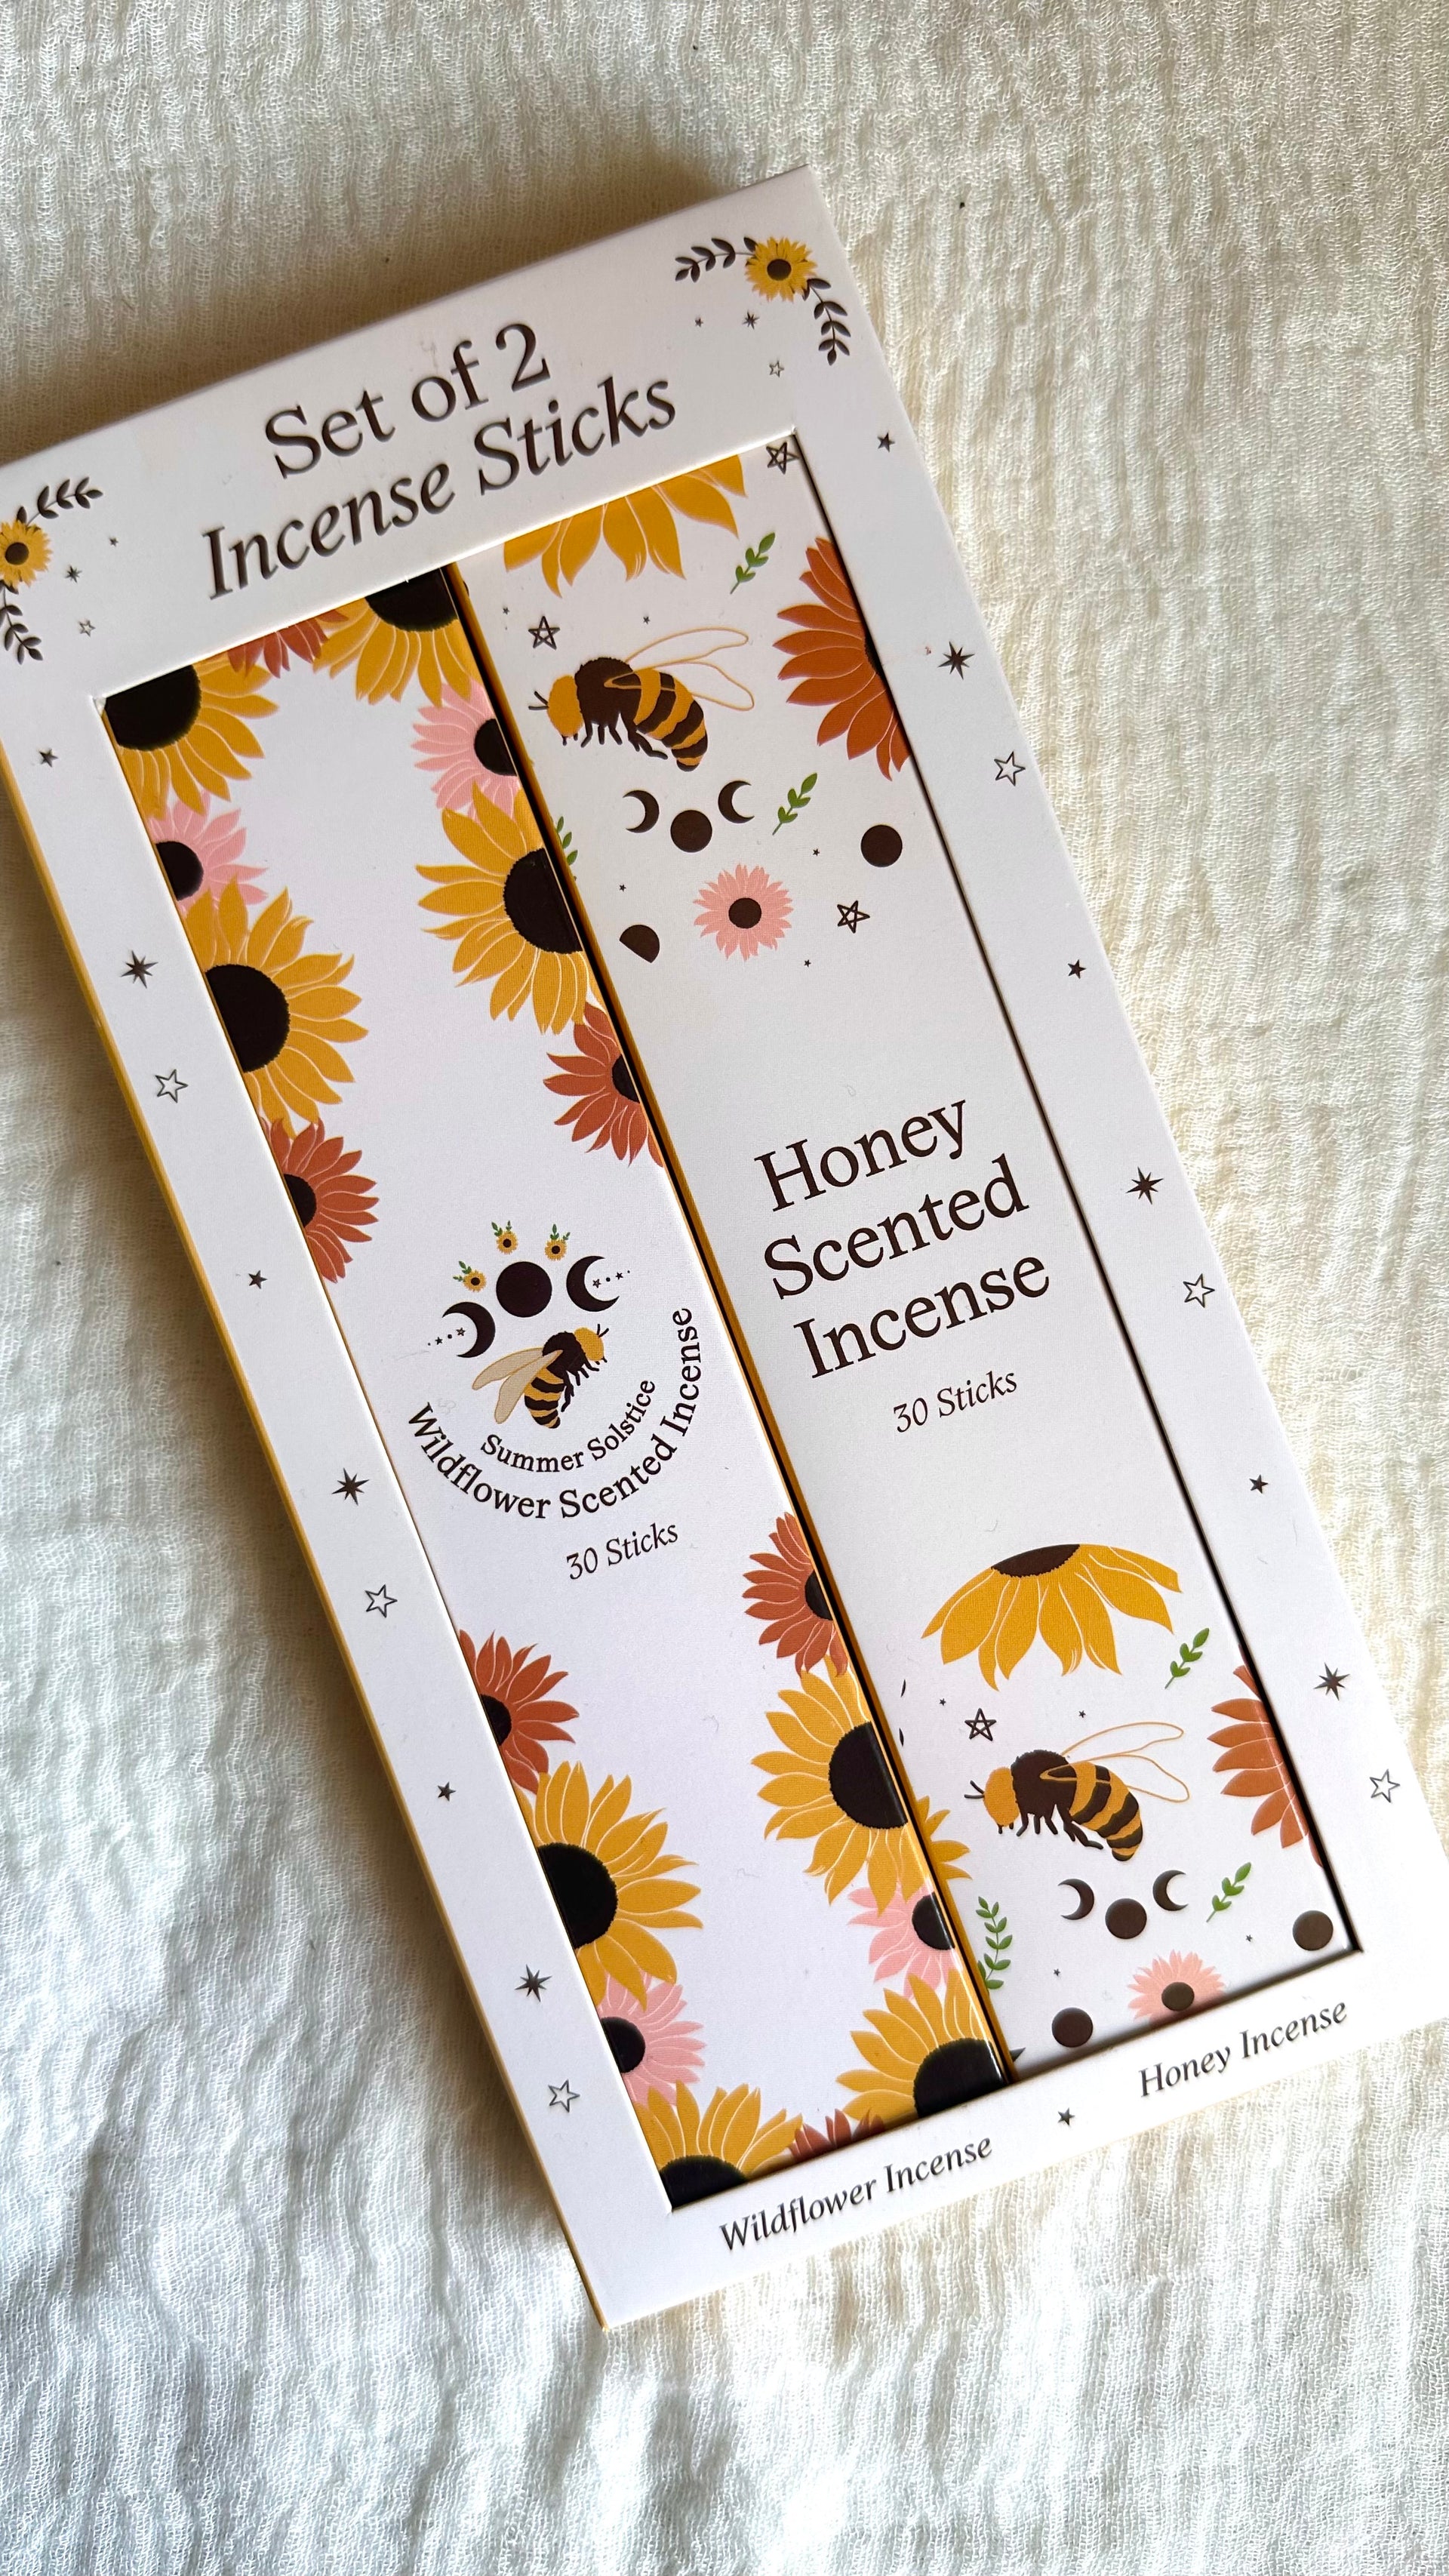 Set of 2
Incense Sticks
Summer Solstice
Wildflower Scented Incense
30 Sticks
Honey
Scented
Incense
30 Sticks
Wildflower Incense
Honey Incense